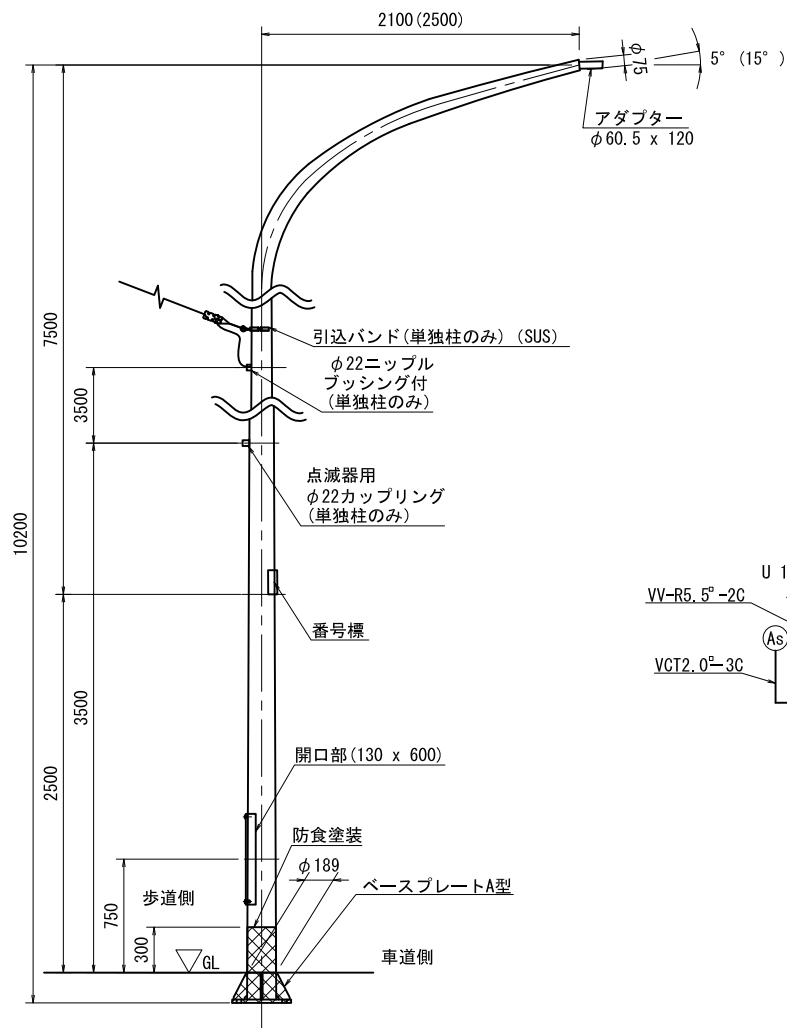 2100(2500)
φ75
5° (15°)
アダプター
φ60.5 x 120
7500
10200
引込バンド(単独柱のみ) (SUS)
φ22ニップル
ブッシング付
(単独柱のみ)
3500
点滅器用
φ22カップリング
(単独柱のみ)
U 1
VV-R5.5□-2C
As
VCT2.0□-3C
番号標
3500
2500
開口部(130 x 600)
防食塗装
φ189
ベースプレートA型
歩道側
750
300
GL
車道側